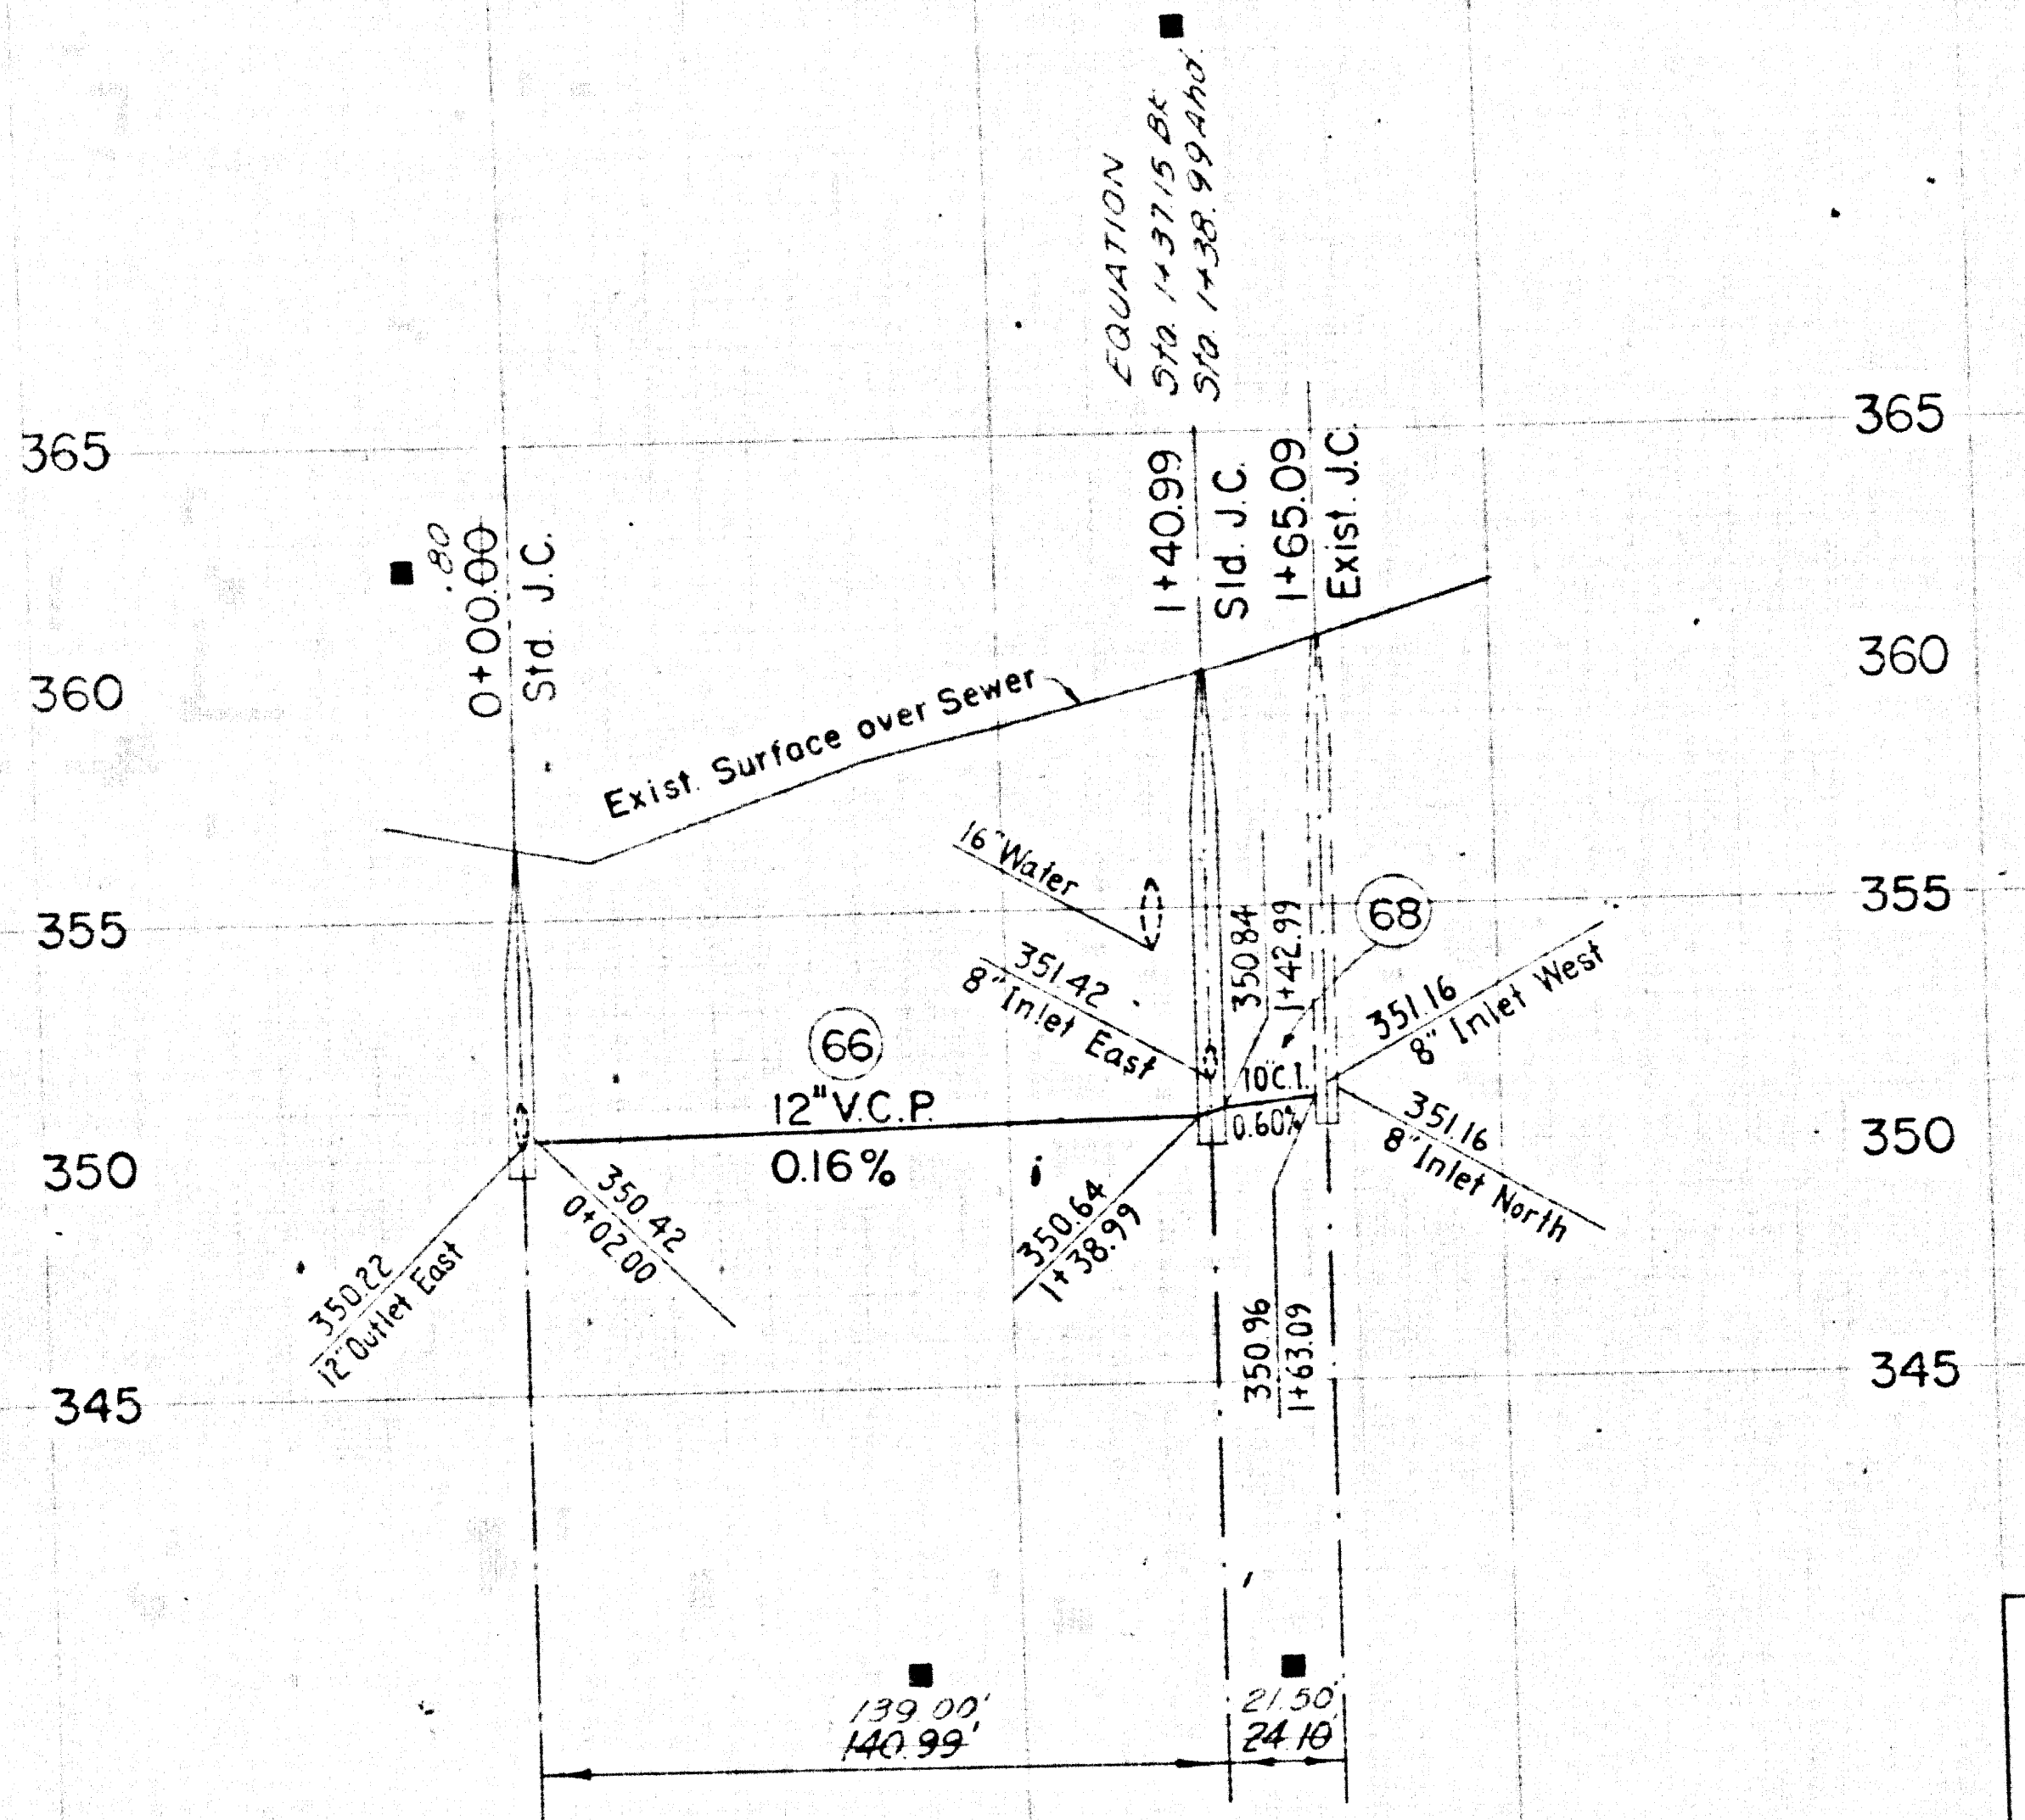 EQUATION
Sta. 1+37.15 BK
Sta. 1+38.99 Ahd.
365
365
.80
0+00.00
Std. J.C.
1+40.99
Std. J.C.
1+65.09
Exist. J.C.
360
360
Exist. Surface over Sewer
16" Water
355
355
351.42
8" Inlet East
350.84
1+42.99
68
351.16
8" Inlet West
66
12" V.C.P.
0.16%
10" C.I.
0.60%
351.16
8" Inlet North
350
350
350.22
12" Outlet East
350.42
0+02.00
350.64
1+38.99
350.96
1+63.09
345
345
139.00'
140.99'
21.50'
24.10'